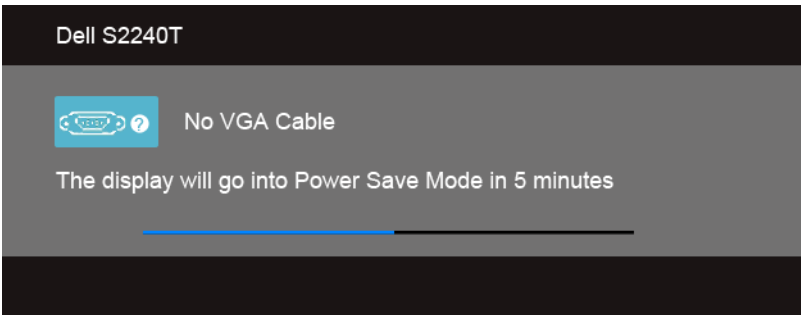 Dell S2240T
No VGA Cable
The display will go into Power Save Mode in 5 minutes